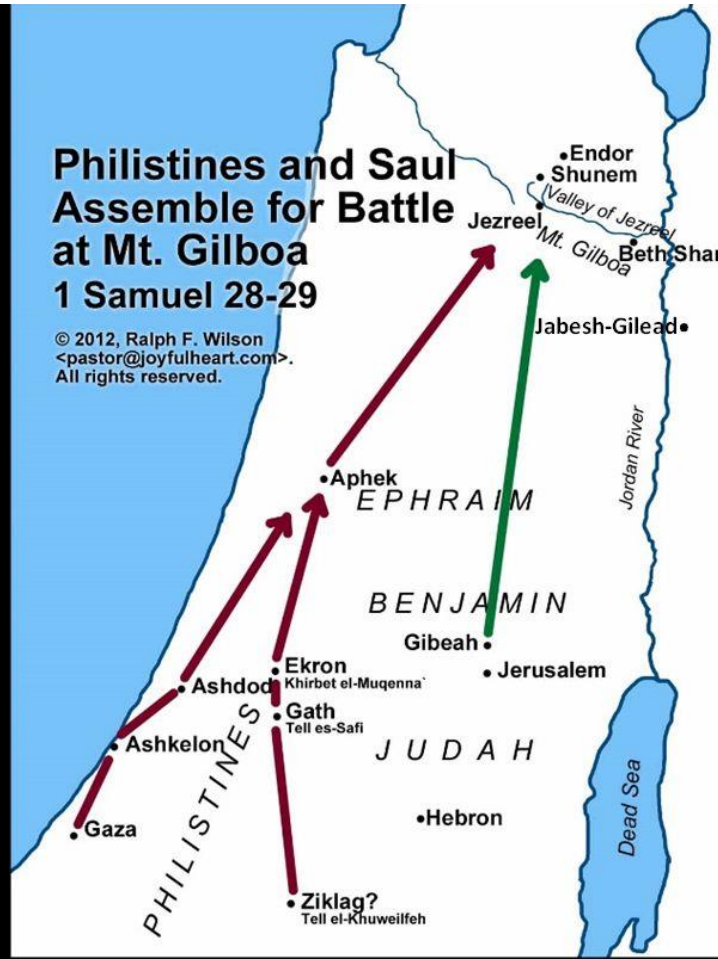 Philistines and Saul
Assemble for Battle
at Mt. Gilboa
1 Samuel 28-29
© 2012, Ralph F. Wilson
<pastor@joyfulheart.com>.
All rights reserved.
Endor
Shunem
Valley of Jezreel
Jezreel
Mt. Gilboa
Beth Shan
Jabesh-Gilead
Jordan River
Aphek
EPHRAIM
BENJAMIN
Gibeah
Jerusalem
Ekron
Khirbet el-Muqenna`
Ashdod
Gath
Tell es-Safi
Ashkelon
PHILISTINES
JUDAH
Dead Sea
Gaza
Hebron
Ziklag?
Tell el-Khuweilfeh